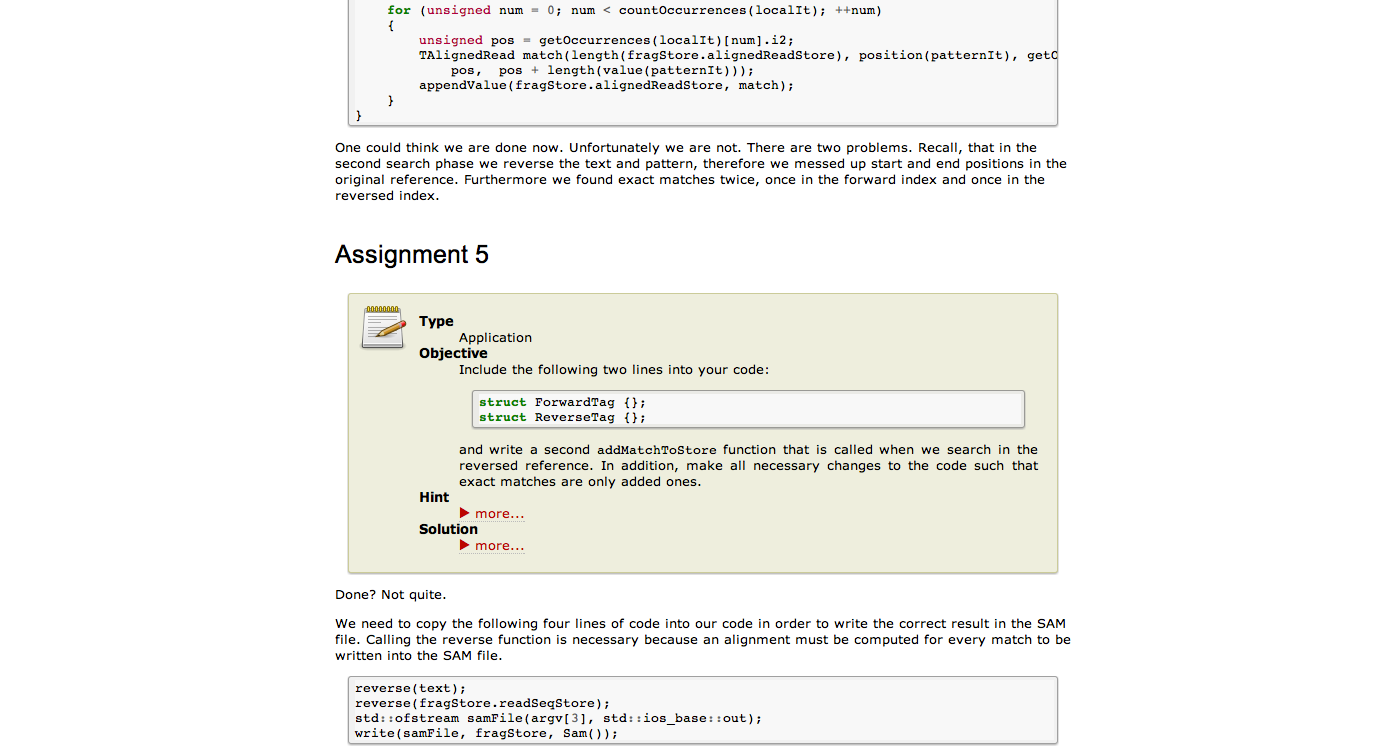 for (unsigned num = 0; num < countOccurrences(localIt); ++num)
{
unsigned pos = getOccurrences(localIt)[num].i2;
TAlignedRead match(length(fragStore.alignedReadStore), position(patternIt), getO
pos,  pos + length(value(patternIt)));
appendValue(fragStore.alignedReadStore, match);
}
}
One could think we are done now. Unfortunately we are not. There are two problems. Recall, that in the
second search phase we reverse the text and pattern, therefore we messed up start and end positions in the
original reference. Furthermore we found exact matches twice, once in the forward index and once in the
reversed index.
Assignment 5
Type
Application
Objective
Include the following two lines into your code:
struct ForwardTag {};
struct ReverseTag {};
and write a second addMatchToStore function that is called when we search in the
reversed reference. In addition, make all necessary changes to the code such that
exact matches are only added ones.
Hint
more...
Solution
more...
Done? Not quite.
We need to copy the following four lines of code into our code in order to write the correct result in the SAM
file. Calling the reverse function is necessary because an alignment must be computed for every match to be
written into the SAM file.
reverse(text);
reverse(fragStore.readSeqStore);
std::ofstream samFile(argv[3], std::ios_base::out);
write(samFile, fragStore, Sam());